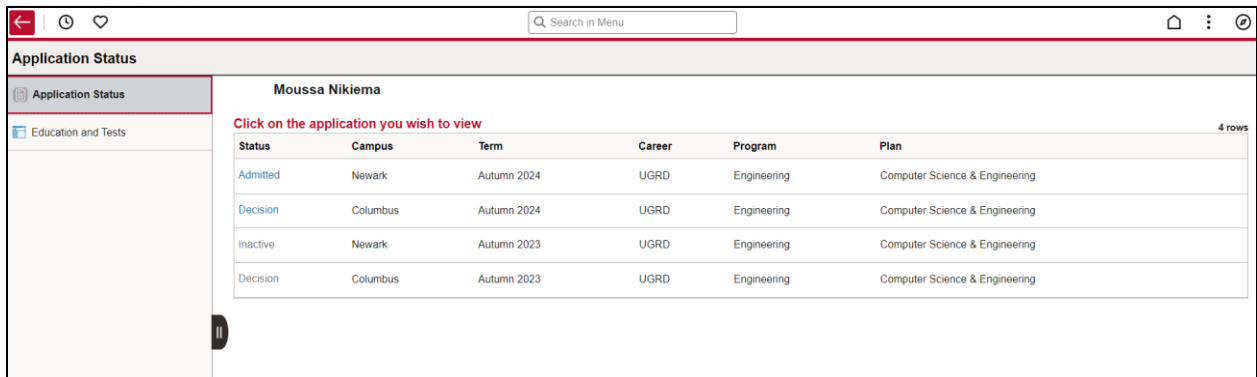 Search in Menu
Application Status
Application Status
Education and Tests
Moussa Nikiema
Click on the application you wish to view
4 rows
Status Campus Term Career Program Plan
Admitted Newark Autumn 2024 UGRD Engineering Computer Science & Engineering
Decision Columbus Autumn 2024 UGRD Engineering Computer Science & Engineering
Inactive Newark Autumn 2023 UGRD Engineering Computer Science & Engineering
Decision Columbus Autumn 2023 UGRD Engineering Computer Science & Engineering